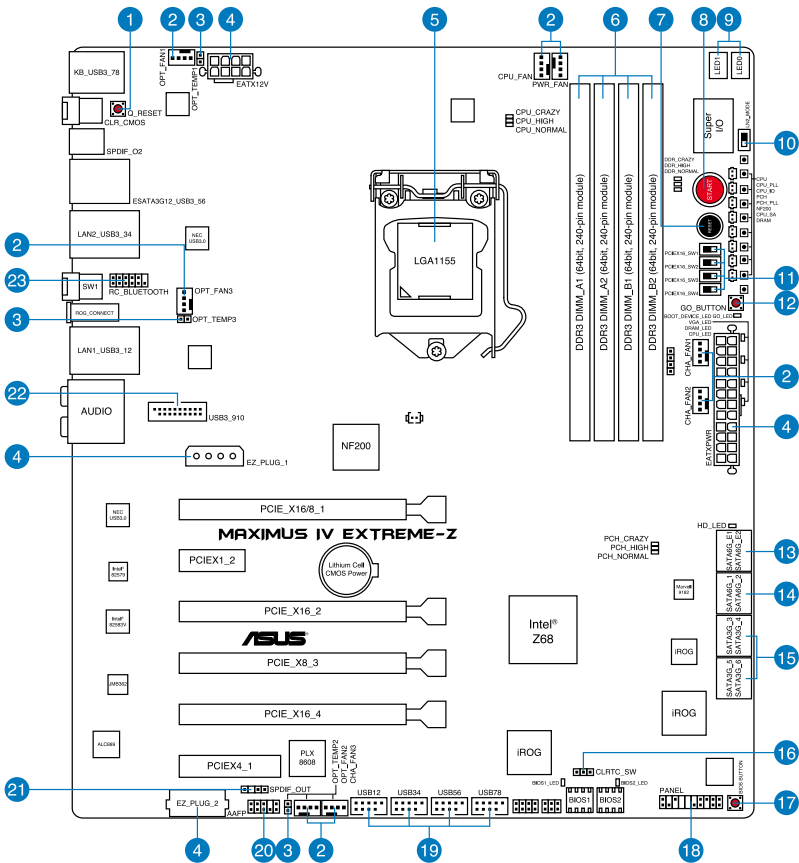 1
2
3
4
5
2
6
7
8
9
KB_USB3_78
OPT_FAN1
OPT_TEMP1
EATX12V
CPU_FAN
PWR_FAN
LED1
LED0
Q_RESET
CLR_CMOS
CPU_CRAZY
CPU_HIGH
CPU_NORMAL
Super
I/O
LN2_MODE
10
SPDIF_O2
DDR_CRAZY
DDR_HIGH
DDR_NORMAL
START
CPU
CPU_PLL
CPU_IO
PCH
PCH_PLL
NF200
CPU_SA
DRAM
ESATA3G12_USB3_56
LAN2_USB3_34
NEC
USB3.0
RESET
2
LGA1155
DDR3 DIMM_A1 (64bit, 240-pin module)
DDR3 DIMM_A2 (64bit, 240-pin module)
DDR3 DIMM_B1 (64bit, 240-pin module)
DDR3 DIMM_B2 (64bit, 240-pin module)
PCIEX16_SW1
PCIEX16_SW2
PCIEX16_SW3
PCIEX16_SW4
11
23
SW1
RC_BLUETOOTH
OPT_FAN3
12
GO_BUTTON
ROG_CONNECT
3
OPT_TEMP3
BOOT_DEVICE_LED
GO_LED
VGA_LED
DRAM_LED
CPU_LED
LAN1_USB3_12
CHA_FAN1
2
22
AUDIO
USB3_910
CHA_FAN2
4
EATXPWR
NF200
4
EZ_PLUG_1
NEC
USB3.0
PCIE_X16/8_1
MAXIMUS IV EXTREME-Z
HD_LED
PCH_CRAZY
PCH_HIGH
PCH_NORMAL
SATA6G_E1
SATA6G_E2
13
PCIEX1_2
Lithium Cell
CMOS Power
Intel®
82579
Marvell
9182
SATA6G_1
SATA6G_2
14
PCIE_X16_2
Intel®
82583V
Intel®
Z68
SATA3G_3
SATA3G_4
ASUS
iROG
15
PCIE_X8_3
SATA3G_5
SATA3G_6
JMB362
PCIE_X16_4
iROG
ALC889
iROG
PCIEX4_1
PLX
8608
OPT_TEMP2
OPT_FAN2
CHA_FAN3
16
CLRTC_SW
BIOS1_LED
BIOS2_LED
BIOS BUTTON
21
SPDIF_OUT
EZ_PLUG_2
AAFP
USB12
USB34
USB56
USB78
BIOS1
BIOS2
PANEL
17
4
20
3
2
19
18